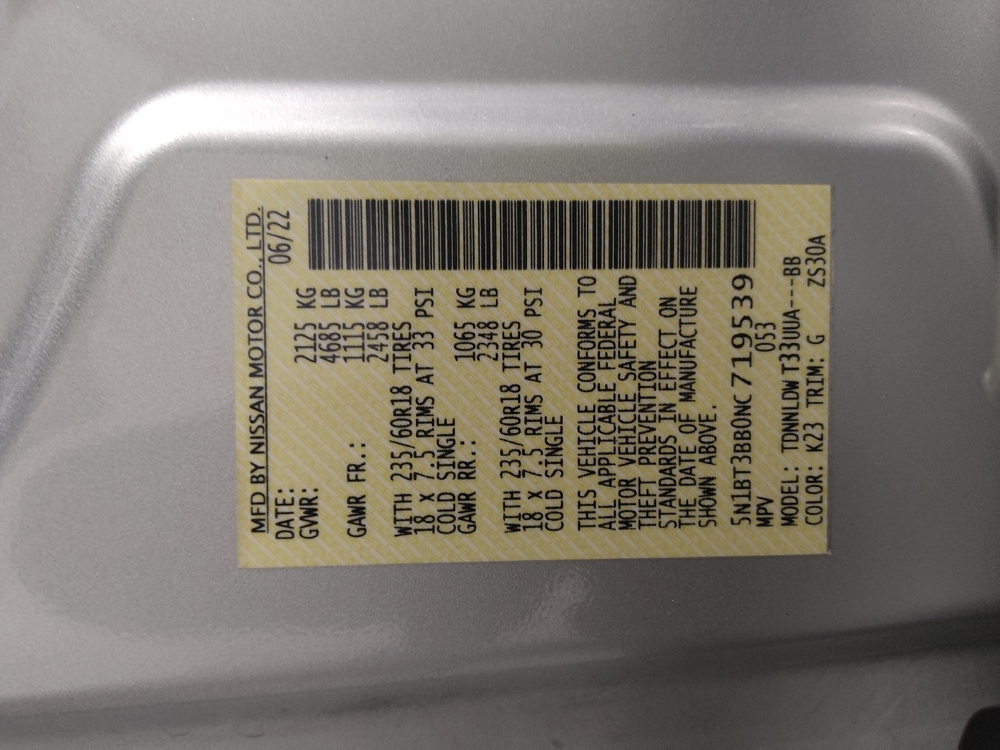 MFD BY NISSAN MOTOR CO., LTD.
DATE: 06/22
GVWR: 2125 KG
4685 LB
GAWR FR.: 1115 KG
2458 LB
WITH 235/60R18 TIRES
18 X 7.5 RIMS AT 33 PSI
COLD SINGLE
GAWR RR.: 1065 KG
2348 LB
WITH 235/60R18 TIRES
18 X 7.5 RIMS AT 30 PSI
COLD SINGLE
THIS VEHICLE CONFORMS TO
ALL APPLICABLE FEDERAL
MOTOR VEHICLE SAFETY AND
THEFT PREVENTION
STANDARDS IN EFFECT ON
THE DATE OF MANUFACTURE
SHOWN ABOVE.
5N1BT3BB0NC719539
MPV 053
MODEL: TDNNLDW T33UUA---BB
COLOR: K23 TRIM: G ZS30A